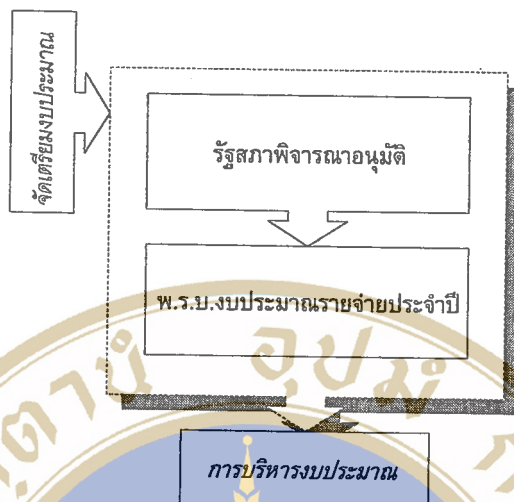 จัดเตรียมงบประมาณ
รัฐสภาพิจารณาอนุมัติ
พ.ร.บ.งบประมาณรายจ่ายประจำปี
อุปมํ
การบริหารงบประมาณ